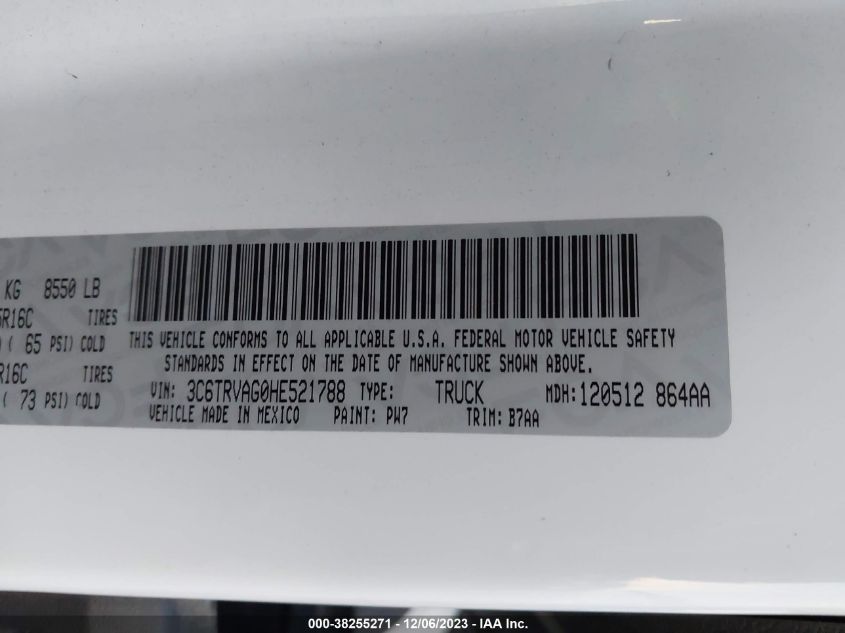 KG 8550 LB
5R16C TIRES
( 65 PSI) COLD
R16C TIRES
( 73 PSI) COLD
THIS VEHICLE CONFORMS TO ALL APPLICABLE U.S.A. FEDERAL MOTOR VEHICLE SAFETY
STANDARDS IN EFFECT ON THE DATE OF MANUFACTURE SHOWN ABOVE.
VIN: 3C6TRVAG0HE521788 TYPE: TRUCK MDH: 120512 864AA
VEHICLE MADE IN MEXICO PAINT: PW7 TRIM: B7AA
000-38255271 - 12/06/2023 - IAA Inc.